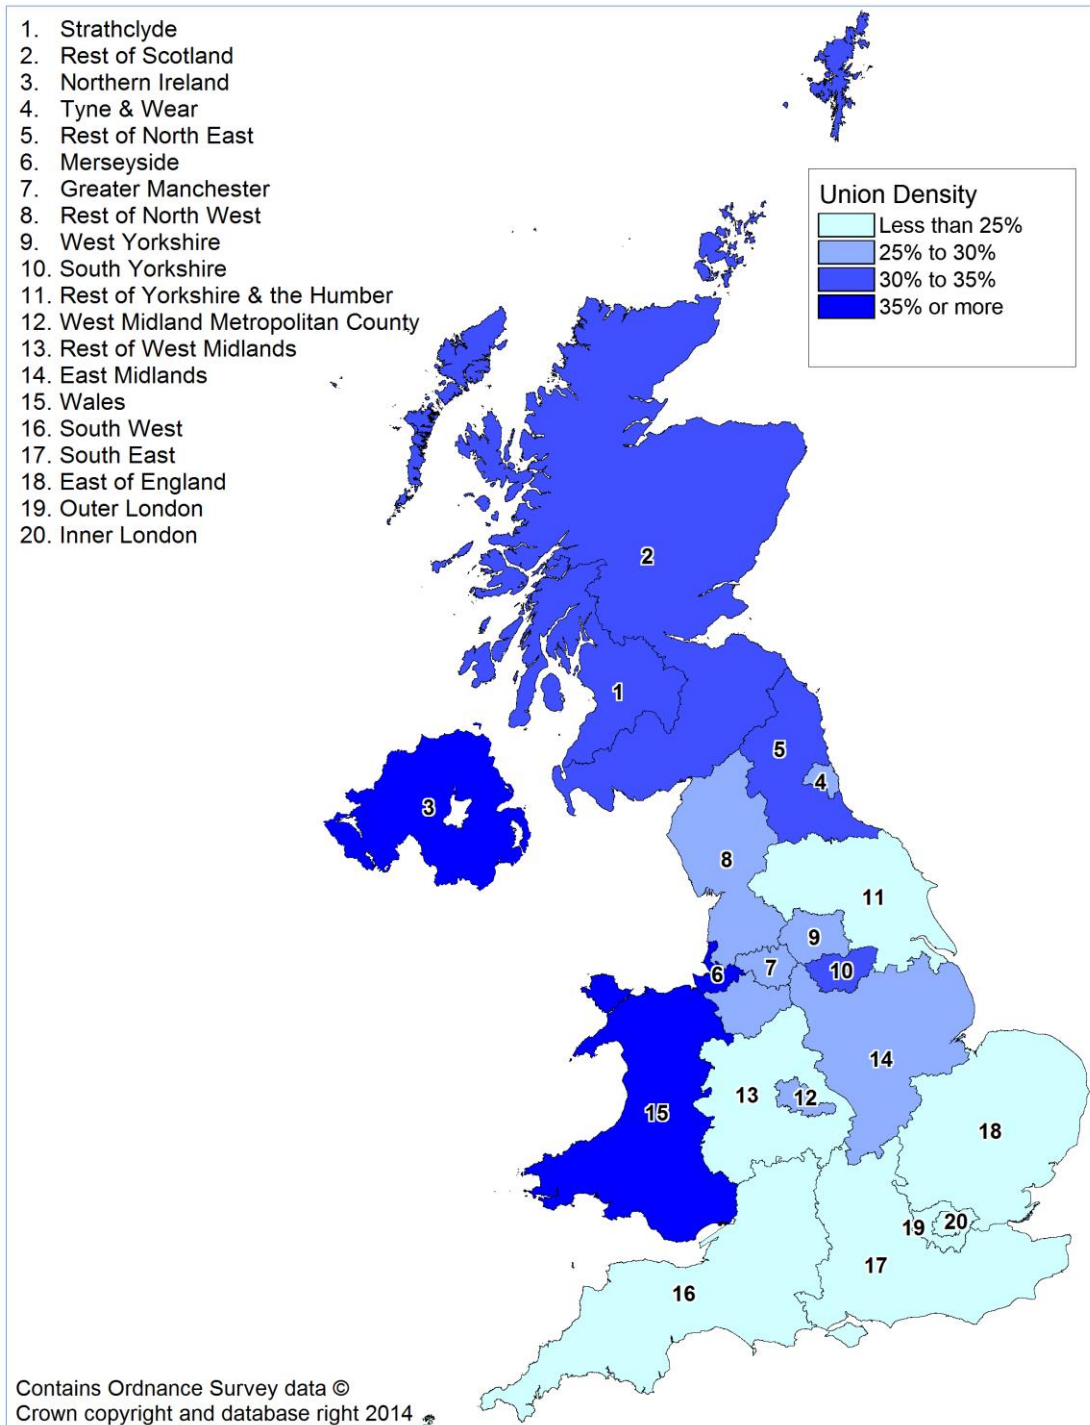 1. Strathclyde
2. Rest of Scotland
3. Northern Ireland
4. Tyne & Wear
5. Rest of North East
6. Merseyside
7. Greater Manchester
8. Rest of North West
9. West Yorkshire
10. South Yorkshire
11. Rest of Yorkshire & the Humber
12. West Midland Metropolitan County
13. Rest of West Midlands
14. East Midlands
15. Wales
16. South West
17. South East
18. East of England
19. Outer London
20. Inner London
Union Density
Less than 25%
25% to 30%
30% to 35%
35% or more
2
1
5
4
3
8
11
9
7
10
6
14
13
12
15
18
19
20
17
16
Contains Ordnance Survey data ©
Crown copyright and database right 2014